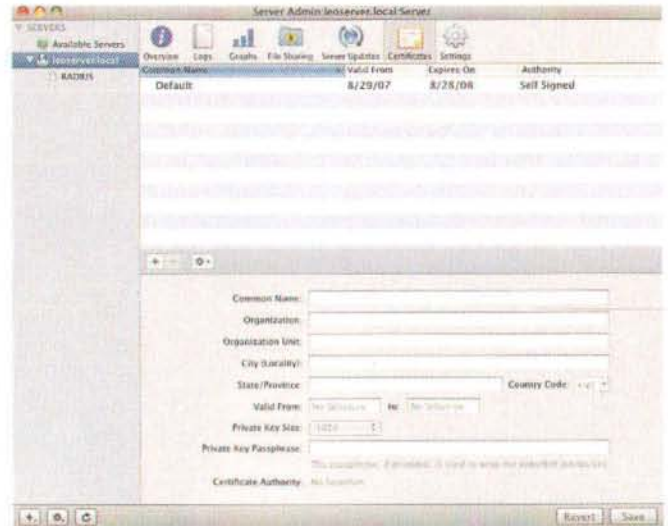 Server Admin:leoserver.local:Server
SERVERS
Available Servers
leoserver.local
RADIUS
Overview Logs Graphs File Sharing Server Updates Certificates Settings
Common Name Valid From Expires On Authority
Default 8/29/07 8/28/08 Self Signed
Common Name:
Organization:
Organization Unit:
City (Locality):
State/Province: Country Code:
Valid From: No Selection to: No Selection
Private Key Size: 1024
Private Key Passphrase:
Certificate Authority: No Selection
Revert Save